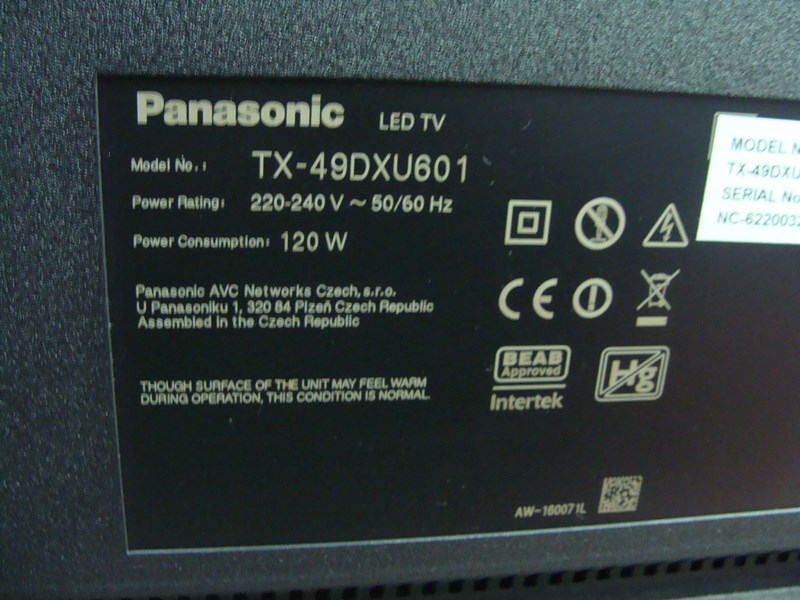 Panasonic LED TV
Model No. : TX-49DXU601
Power Rating: 220-240 V ~ 50/60 Hz
Power Consumption: 120 W
Panasonic AVC Networks Czech, s.r.o.
U Panasoniku 1, 320 84 Plzeň Czech Republic
Assembled in the Czech Republic
THOUGH SURFACE OF THE UNIT MAY FEEL WARM
DURING OPERATION, THIS CONDITION IS NORMAL.
CE
BEAB
Approved
Intertek
Hg
AW-160071L
MODEL N
TX-49DXU
SERIAL No
NC-6220032